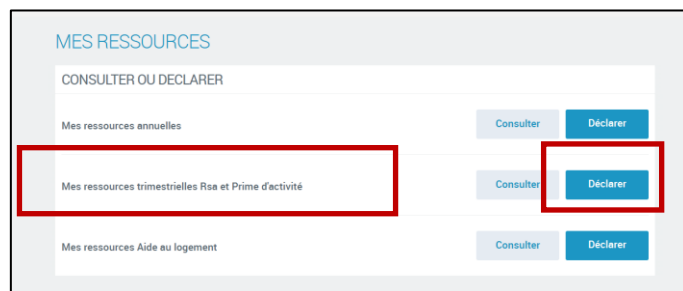 MES RESSOURCES
CONSULTER OU DECLARER
Mes ressources annuelles Consulter Déclarer
Mes ressources trimestrielles Rsa et Prime d'activité Consulter Déclarer
Mes ressources Aide au logement Consulter Déclarer